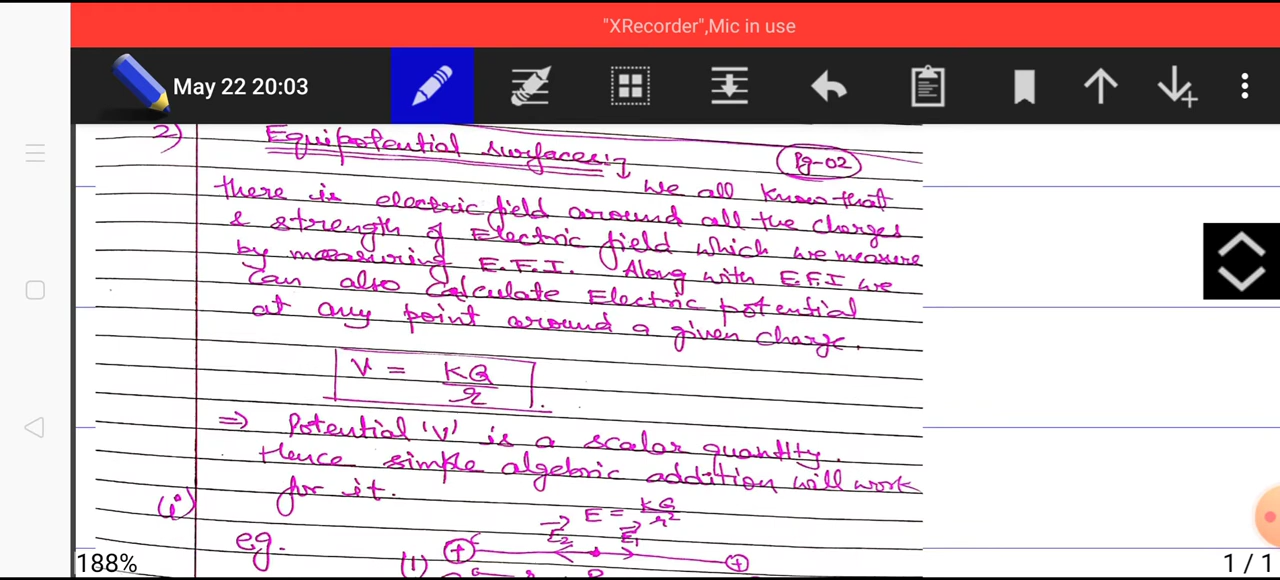 "XRecorder",Mic in use
May 22 20:03
2) Equipotential surfaces:→ Pg-02
We all know that
there is electric field around all the charges
& strength of Electric field which we measure
by measuring E.F.I. Along with E.F.I we
can also Calculate Electric potential
at any point around a given charge.
V = KQ/r
⇒ Potential 'V' is a scalar quantity.
Hence simple algebric addition will work
for it.
(i)
E = KQ/r²
E⃗2 E⃗1
eg. (1) + +
188%
1 / 1